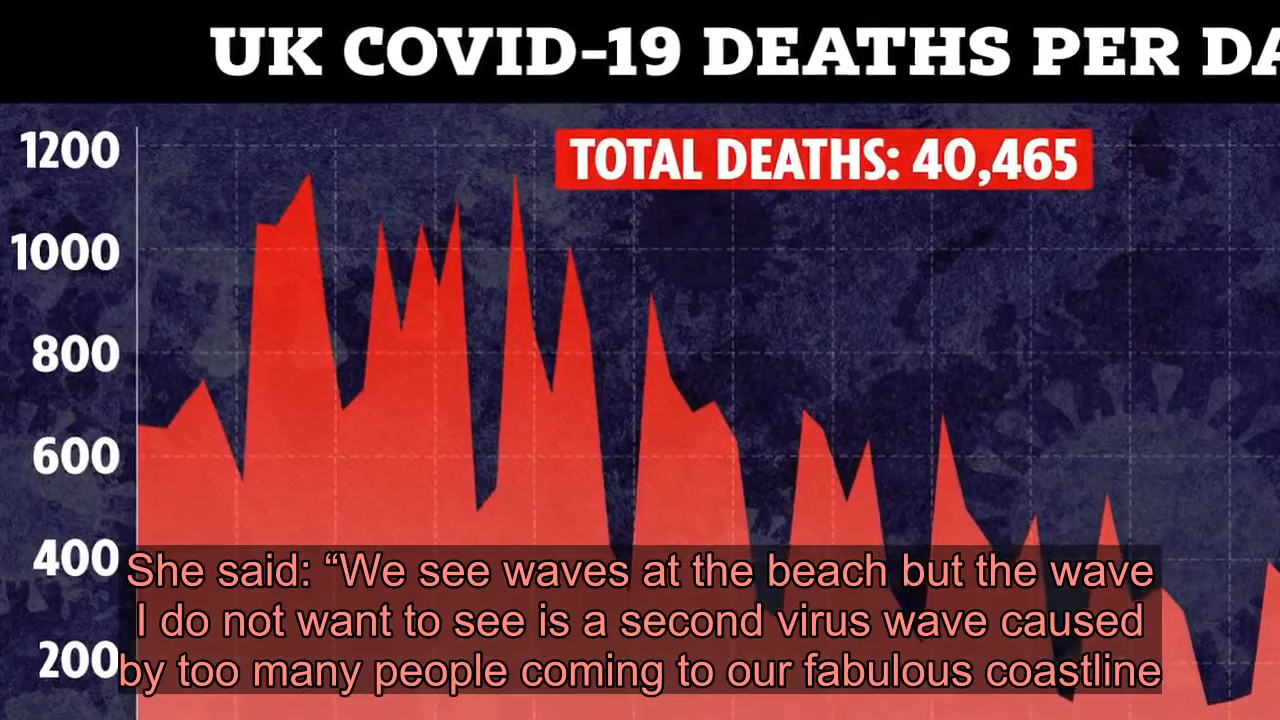 UK COVID-19 DEATHS PER DA
TOTAL DEATHS: 40,465
1200
1000
800
600
400
200
She said: “We see waves at the beach but the wave
I do not want to see is a second virus wave caused
by too many people coming to our fabulous coastline